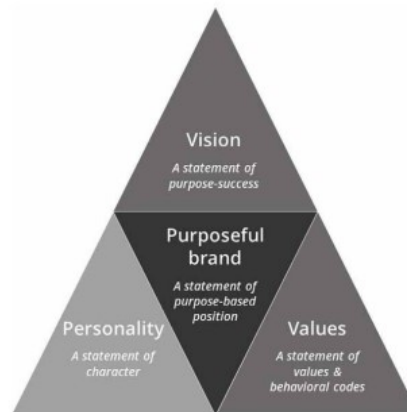 Vision
A statement of
purpose-success
Purposeful
brand
A statement of
purpose-based
position
Personality
A statement of
character
Values
A statement of
values &
behavioral codes